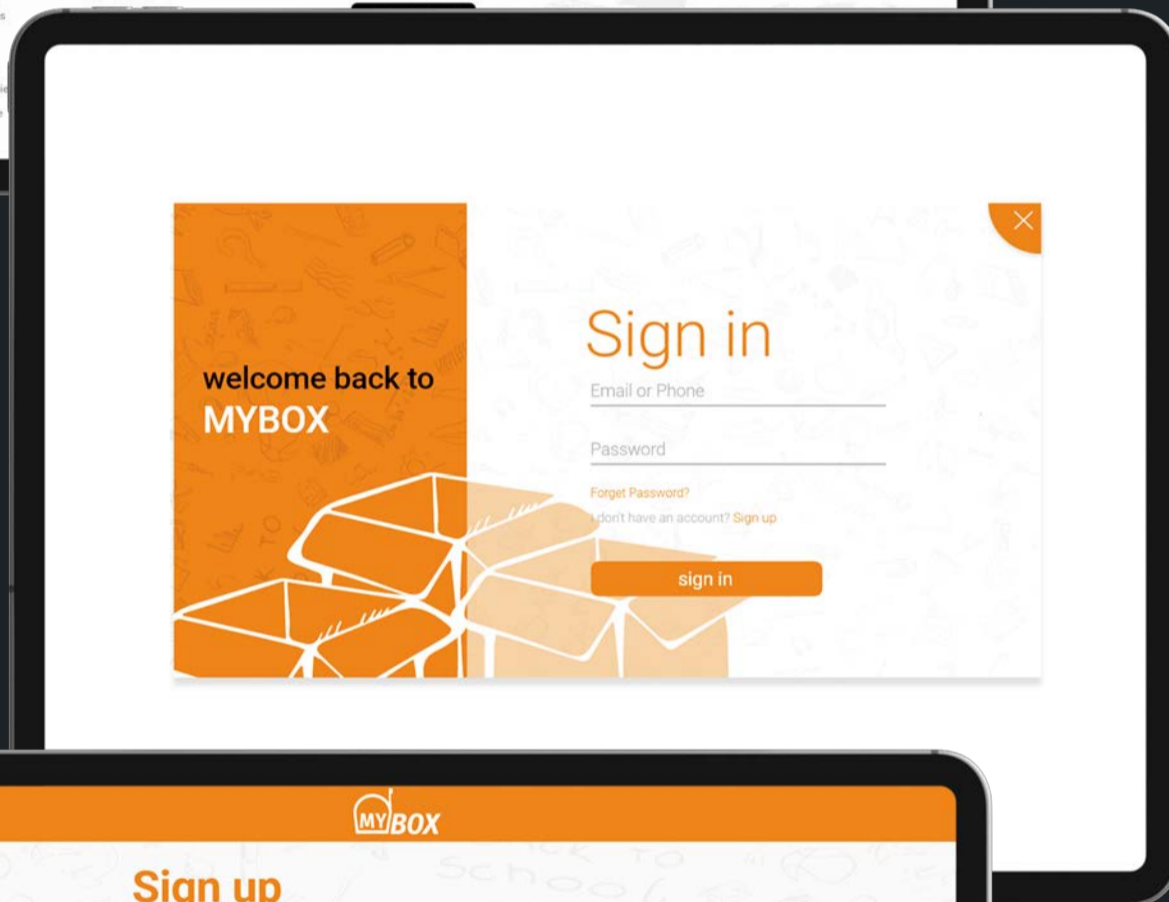 welcome back to
MYBOX
Sign in
Email or Phone
Password
Forget Password?
i don't have an account? Sign up
sign in
MY BOX
Sign up